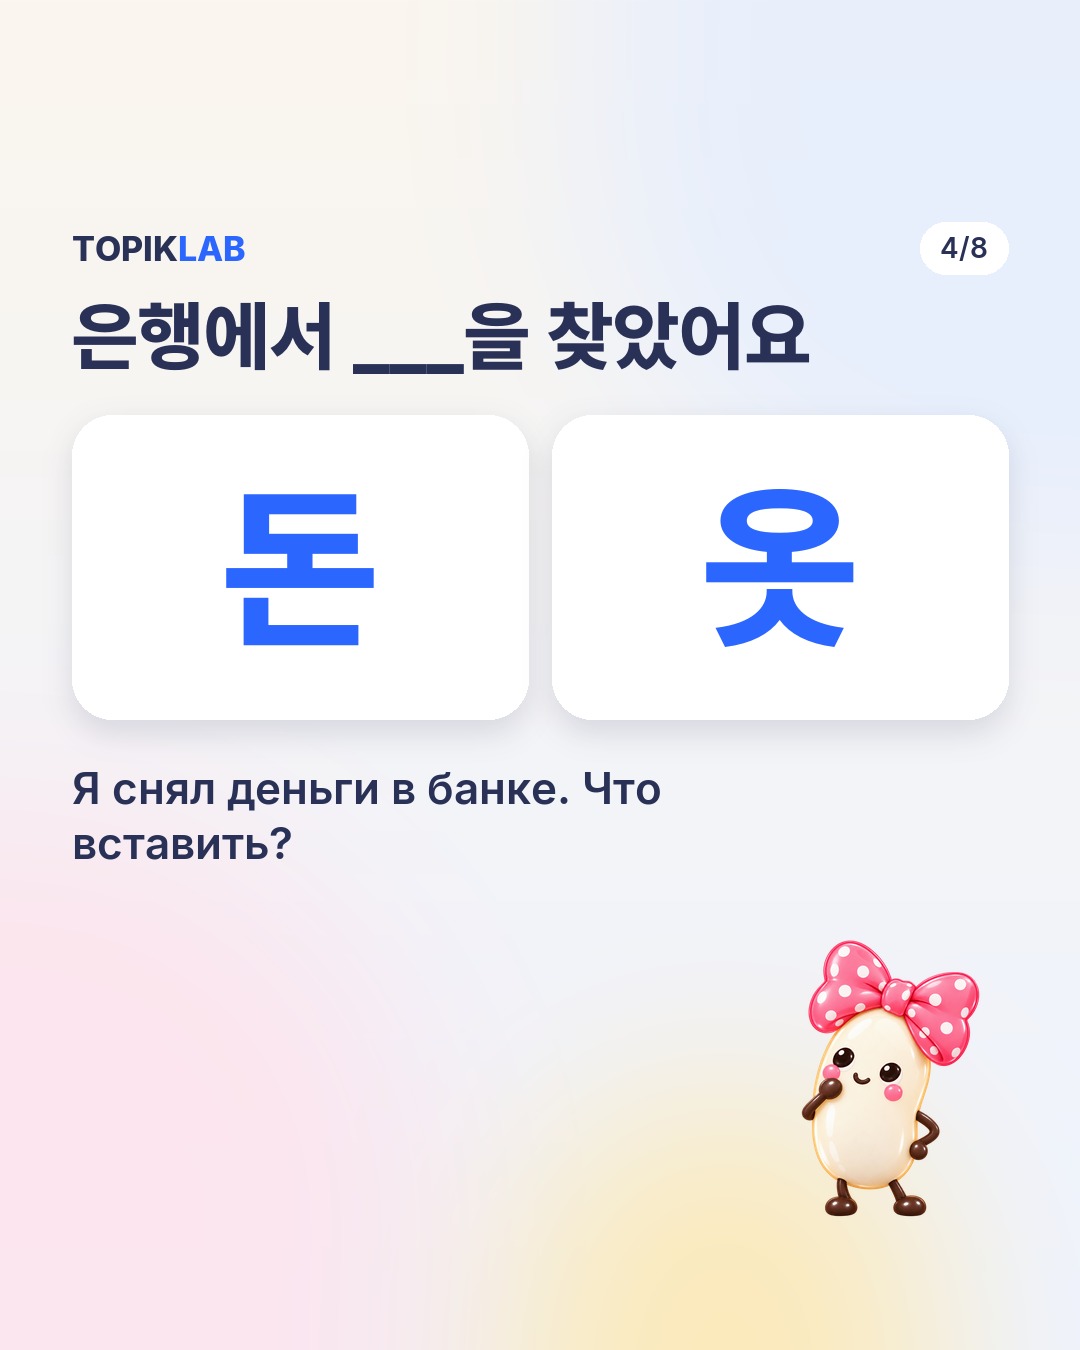 TOPIKLAB
4/8
은행에서 ___을 찾았어요
돈
옷
Я снял деньги в банке. Что
вставить?